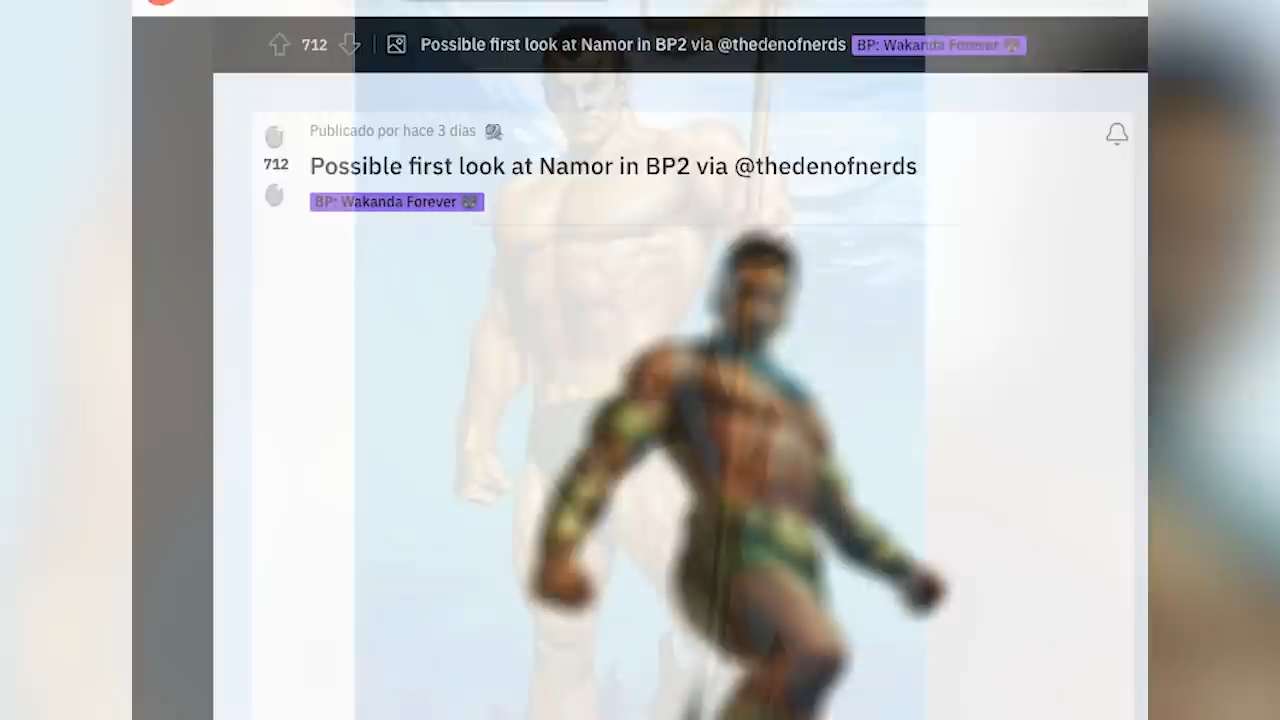 712 Possible first look at Namor in BP2 via @thedenofnerds BP: Wakanda Forever
Publicado por hace 3 días
712
Possible first look at Namor in BP2 via @thedenofnerds
BP: Wakanda Forever